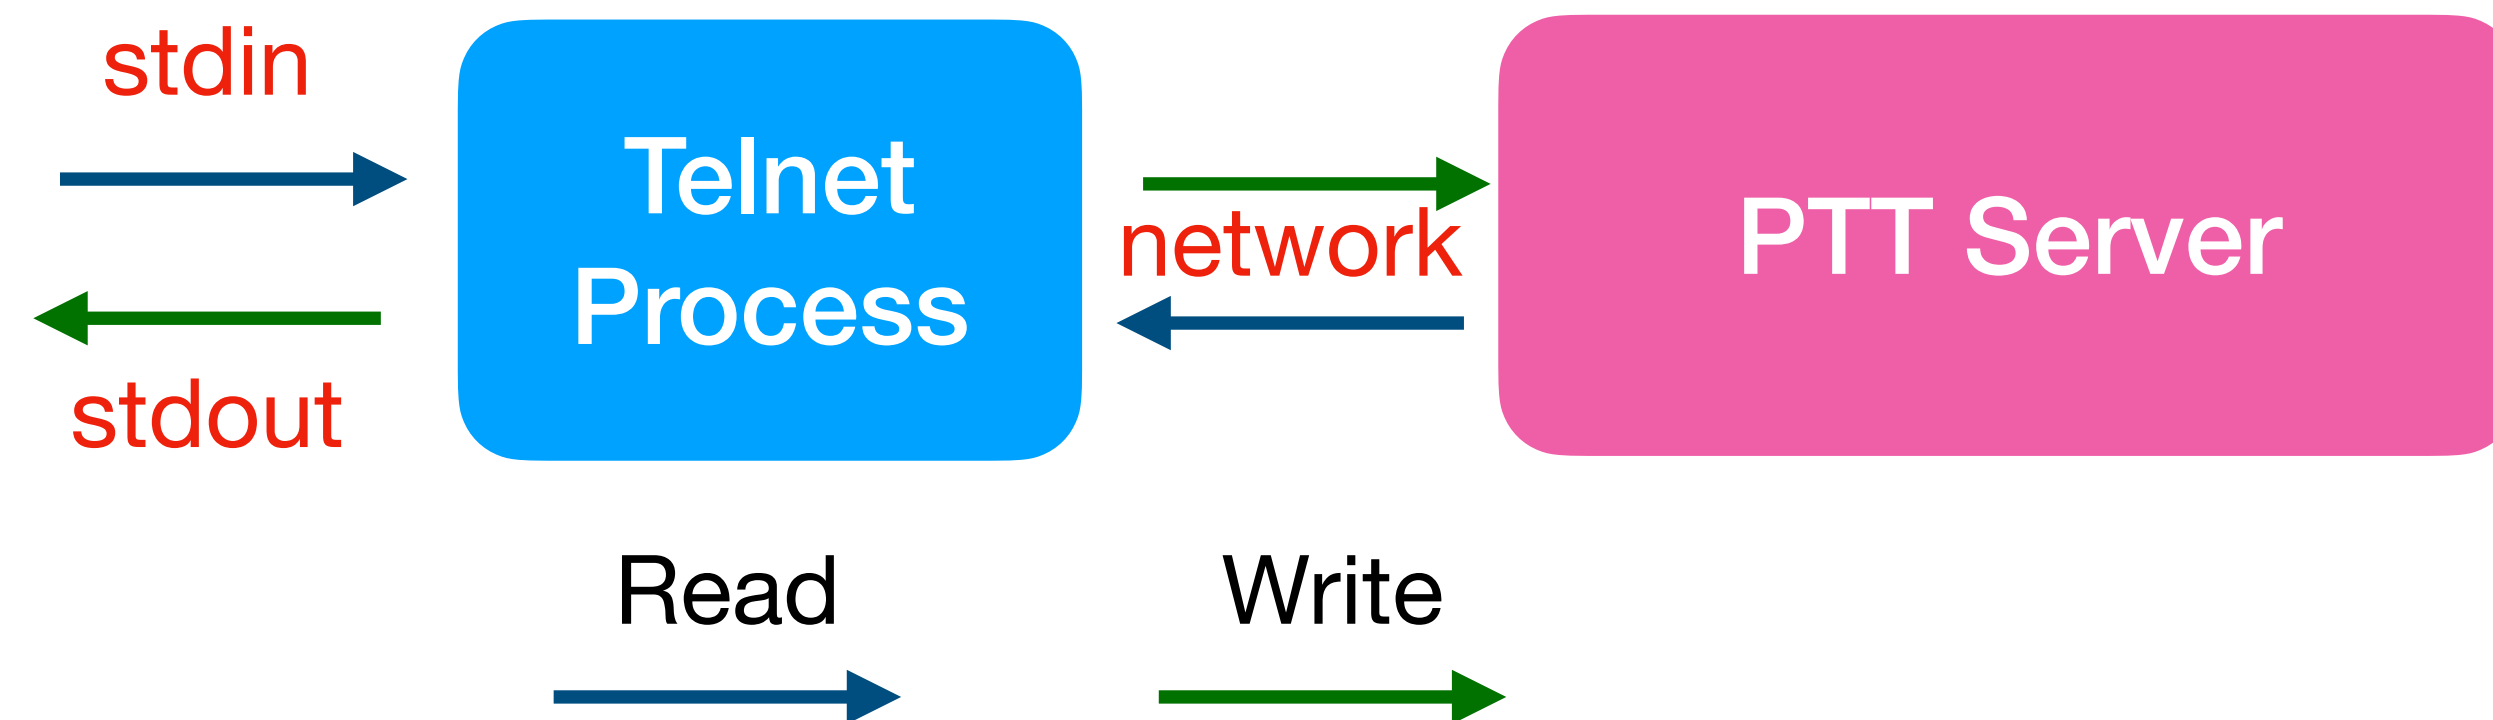 stdin
Telnet
Process
network
PTT Server
stdout
Read
Write